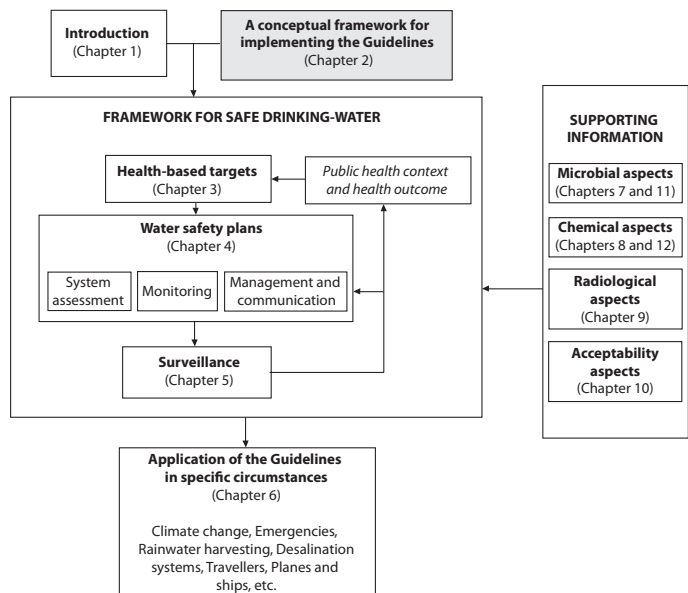 Introduction
(Chapter 1)
A conceptual framework for
implementing the Guidelines
(Chapter 2)
FRAMEWORK FOR SAFE DRINKING-WATER
Health-based targets
(Chapter 3)
Public health context
and health outcome
Water safety plans
(Chapter 4)
System
assessment
Monitoring
Management and
communication
Surveillance
(Chapter 5)
SUPPORTING
INFORMATION
Microbial aspects
(Chapters 7 and 11)
Chemical aspects
(Chapters 8 and 12)
Radiological
aspects
(Chapter 9)
Acceptability
aspects
(Chapter 10)
Application of the Guidelines
in specific circumstances
(Chapter 6)
Climate change, Emergencies,
Rainwater harvesting, Desalination
systems, Travellers, Planes and
ships, etc.